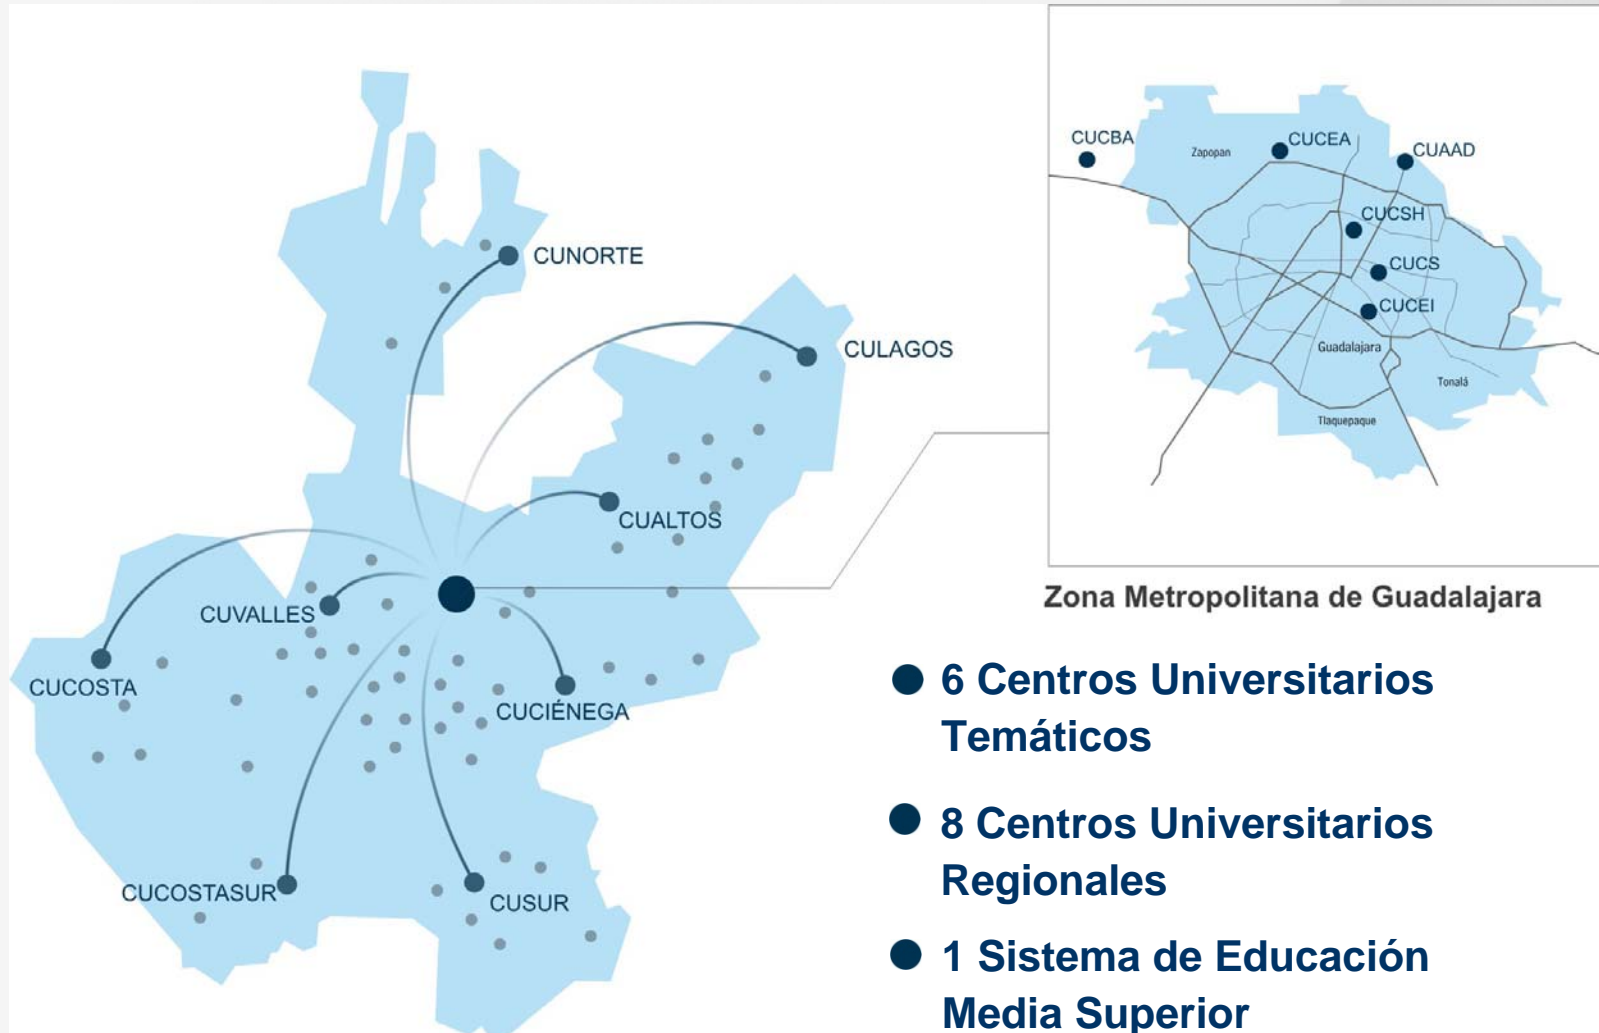 CUNORTE
CULAGOS
CUALTOS
CUVALLES
CUCOSTA
CUCIÉNEGA
CUCOSTASUR
CUSUR
CUCBA
Zapopan
CUCEA
CUAAD
CUCSH
CUCS
CUCEI
Guadalajara
Tonalá
Tlaquepaque
Zona Metropolitana de Guadalajara
6 Centros Universitarios
Temáticos
8 Centros Universitarios
Regionales
1 Sistema de Educación
Media Superior